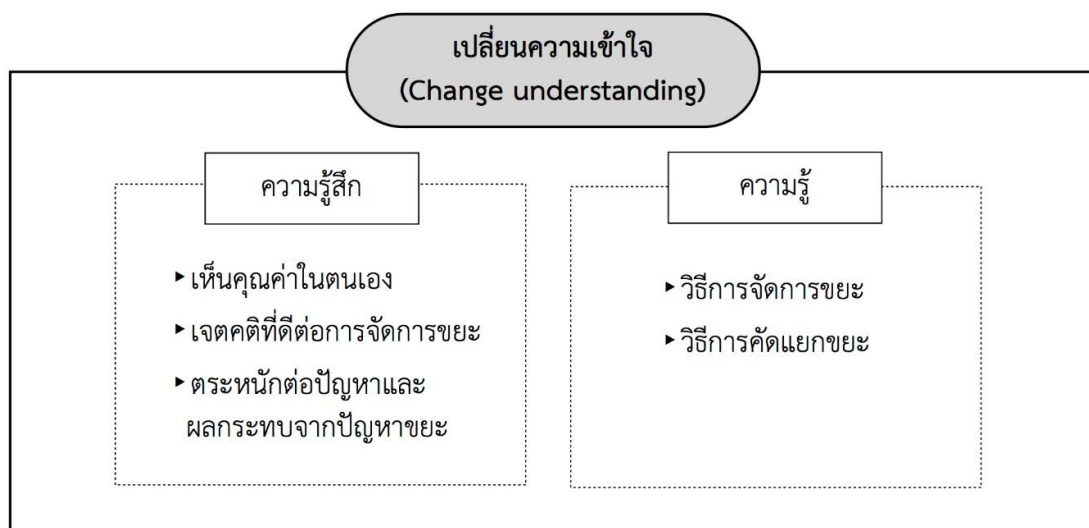 เปลี่ยนความเข้าใจ
(Change understanding)
ความรู้สึก
▸ เห็นคุณค่าในตนเอง
▸ เจตคติที่ดีต่อการจัดการขยะ
▸ ตระหนักต่อปัญหาและ
ผลกระทบจากปัญหาขยะ
ความรู้
▸ วิธีการจัดการขยะ
▸ วิธีการคัดแยกขยะ